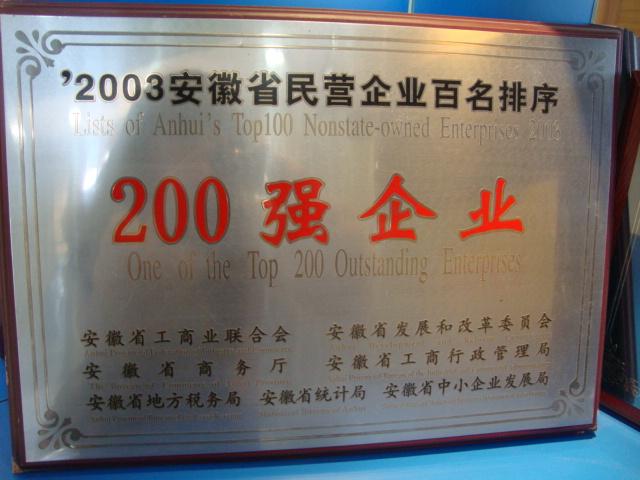 '2003安徽省民营企业百名排序
Lists of Anhui's Top100 Nonstate-owned Enterprises 2003
200强企业
One of the Top 200 Outstanding Enterprises
安徽省工商业联合会 安徽省发展和改革委员会
安徽省商务厅 安徽省工商行政管理局
安徽省地方税务局 安徽省统计局 安徽省中小企业发展局
Statistical Bureau of Anhui